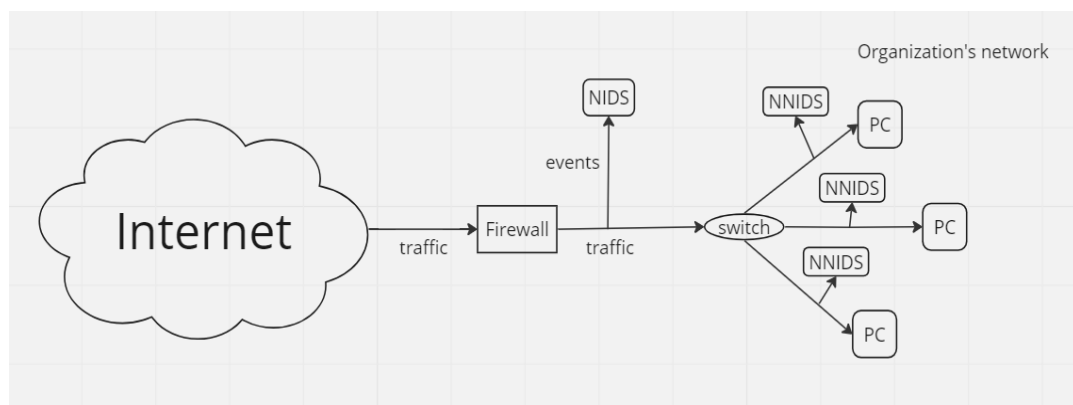 Organization's network
NIDS
NNIDS
PC
events
NNIDS
Internet
traffic
Firewall
traffic
switch
PC
NNIDS
PC